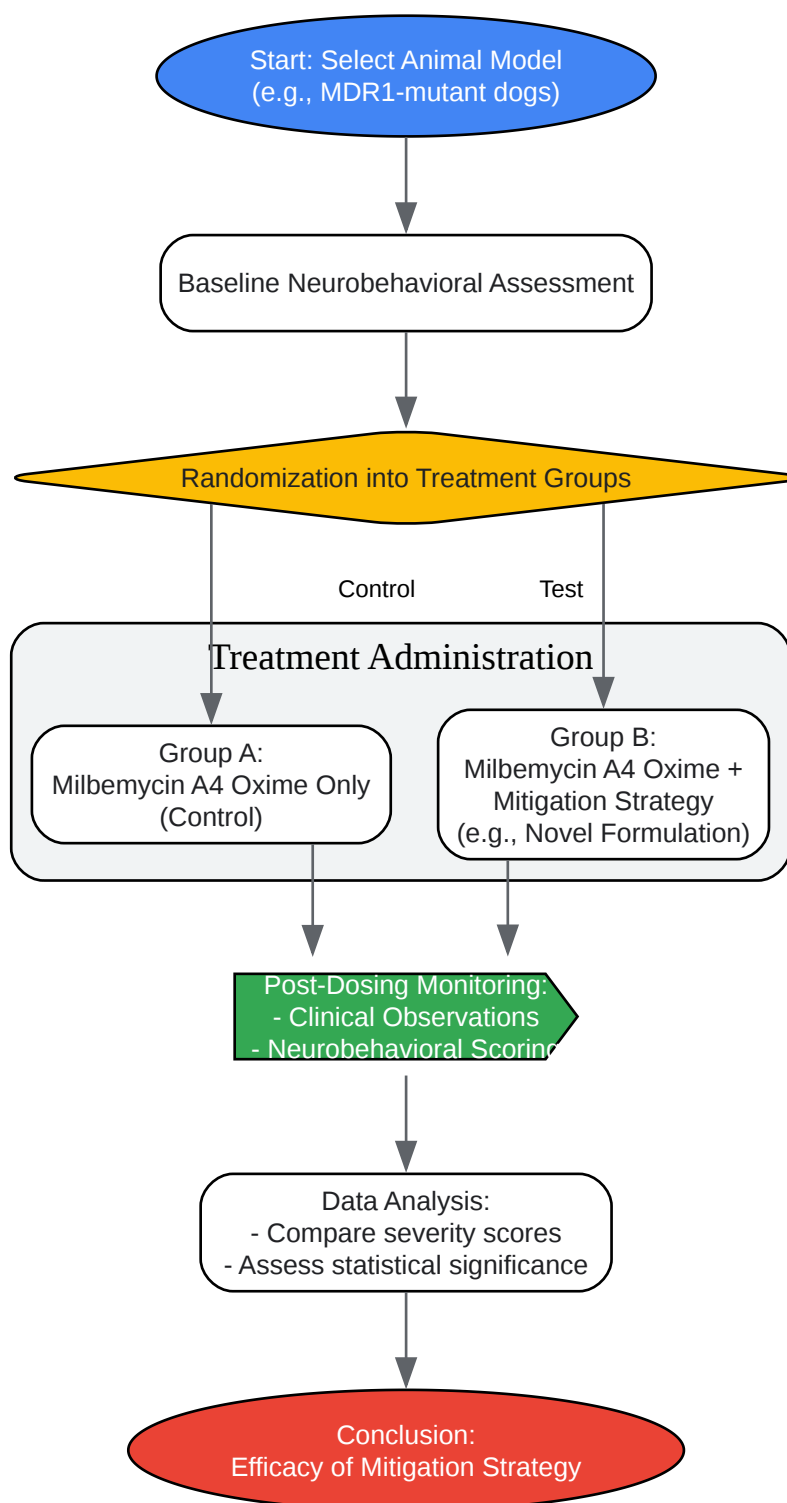 Start: Select Animal Model
(e.g., MDR1-mutant dogs)
Baseline Neurobehavioral Assessment
Randomization into Treatment Groups
Control
Test
Treatment Administration
Group A:
Milbemycin A4 Oxime Only
(Control)
Group B:
Milbemycin A4 Oxime +
Mitigation Strategy
(e.g., Novel Formulation)
Post-Dosing Monitoring:
- Clinical Observations
- Neurobehavioral Scoring
Data Analysis:
- Compare severity scores
- Assess statistical significance
Conclusion:
Efficacy of Mitigation Strategy